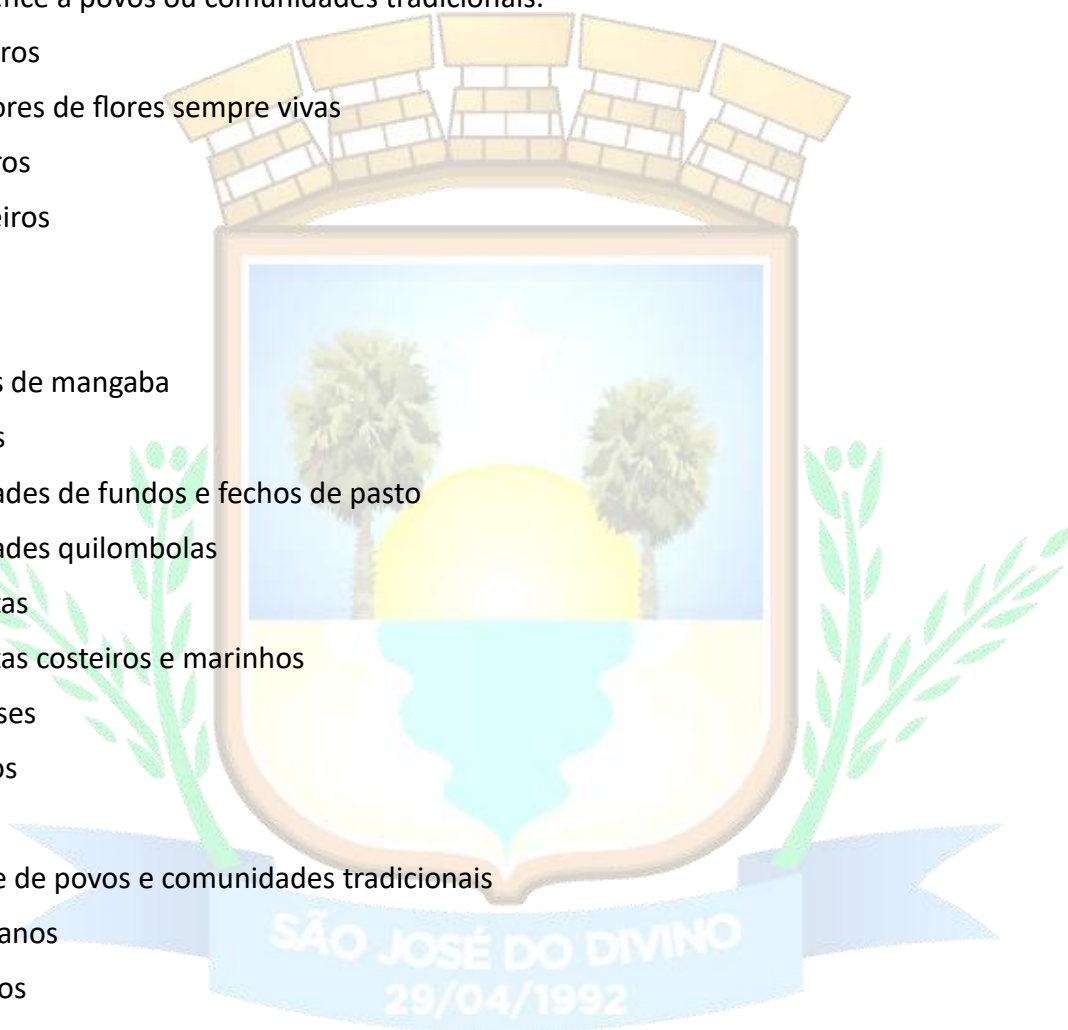 ence a povos ou comunidades tradicionais.
ros
ores de flores sempre vivas
ros
eiros
s de mangaba
s
ades de fundos e fechos de pasto
ades quilombolas
tas
tas costeiros e marinhos
ses
os
e de povos e comunidades tradicionais
anos
os
SÃO JOSÉ DO DIVINO
29/04/1992